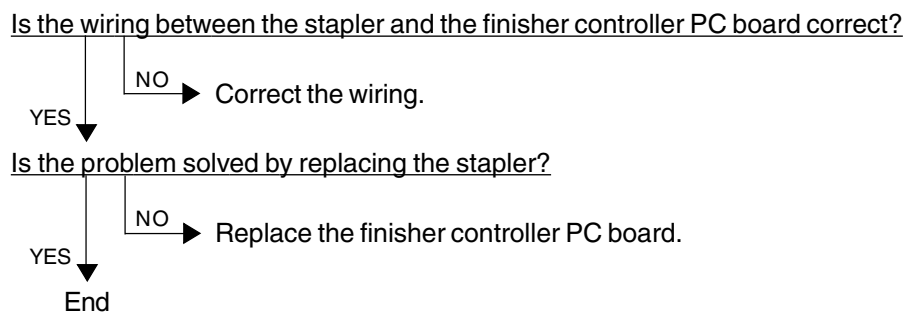 Is the wiring between the stapler and the finisher controller PC board correct?
NO
Correct the wiring.
YES
Is the problem solved by replacing the stapler?
NO
Replace the finisher controller PC board.
YES
End